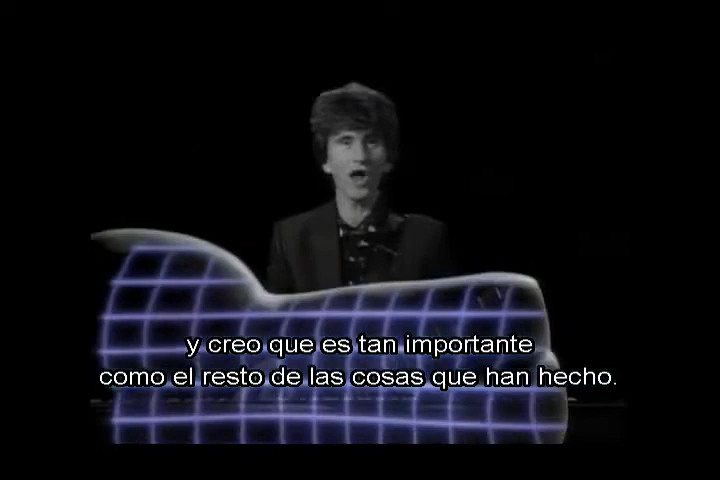 y creo que es tan importante
como el resto de las cosas que han hecho.